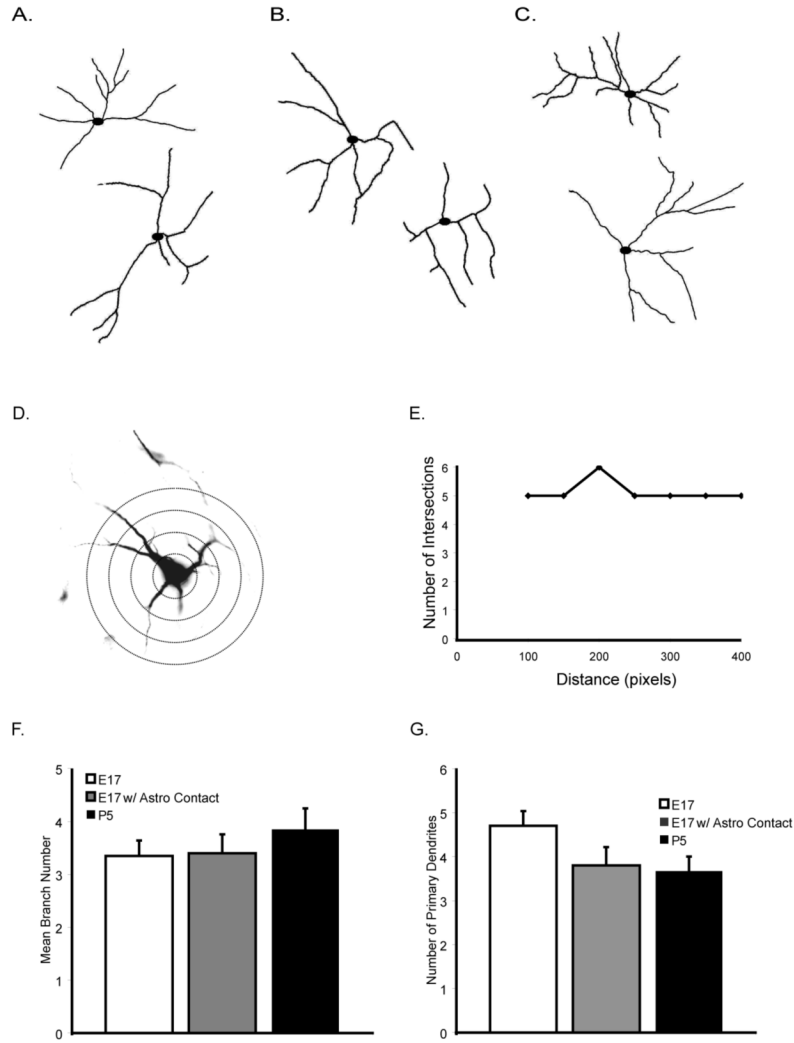 A.
B.
C.
D.
E.
Number of Intersections
6
5
4
3
2
1
0
0
100
200
300
400
Distance (pixels)
F.
Mean Branch Number
5
4
3
2
1
0
E17
E17 w/ Astro Contact
P5
G.
Number of Primary Dendrites
6
5
4
3
2
1
0
E17
E17 w/ Astro Contact
P5